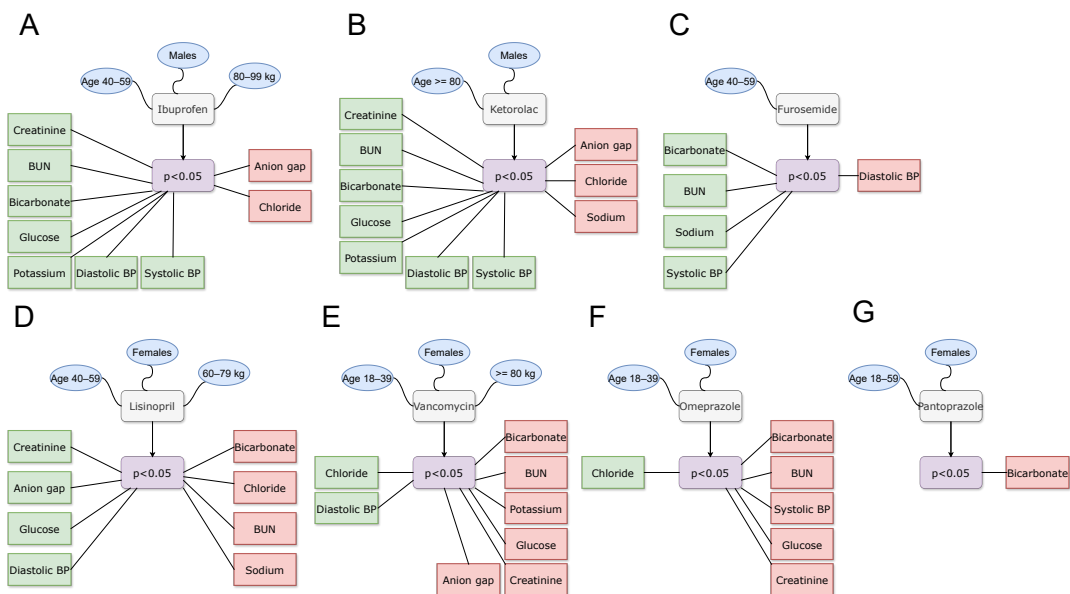 A
Males
Age 40–59
80–99 kg
Ibuprofen
Creatinine
BUN
Bicarbonate
Glucose
Potassium
Diastolic BP
Systolic BP
p<0.05
Anion gap
Chloride
B
Males
Age >= 80
Ketorolac
Creatinine
BUN
Bicarbonate
Glucose
Potassium
Diastolic BP
Systolic BP
p<0.05
Anion gap
Chloride
Sodium
C
Age 40–59
Furosemide
Bicarbonate
BUN
Sodium
Systolic BP
p<0.05
Diastolic BP
D
Females
Age 40–59
60–79 kg
Lisinopril
Creatinine
Anion gap
Glucose
Diastolic BP
p<0.05
Bicarbonate
Chloride
BUN
Sodium
E
Females
Age 18–39
>= 80 kg
Vancomycin
Chloride
Diastolic BP
p<0.05
Bicarbonate
BUN
Potassium
Glucose
Creatinine
Anion gap
F
Females
Age 18–39
Omeprazole
Chloride
p<0.05
Bicarbonate
BUN
Systolic BP
Glucose
Creatinine
G
Females
Age 18–59
Pantoprazole
p<0.05
Bicarbonate